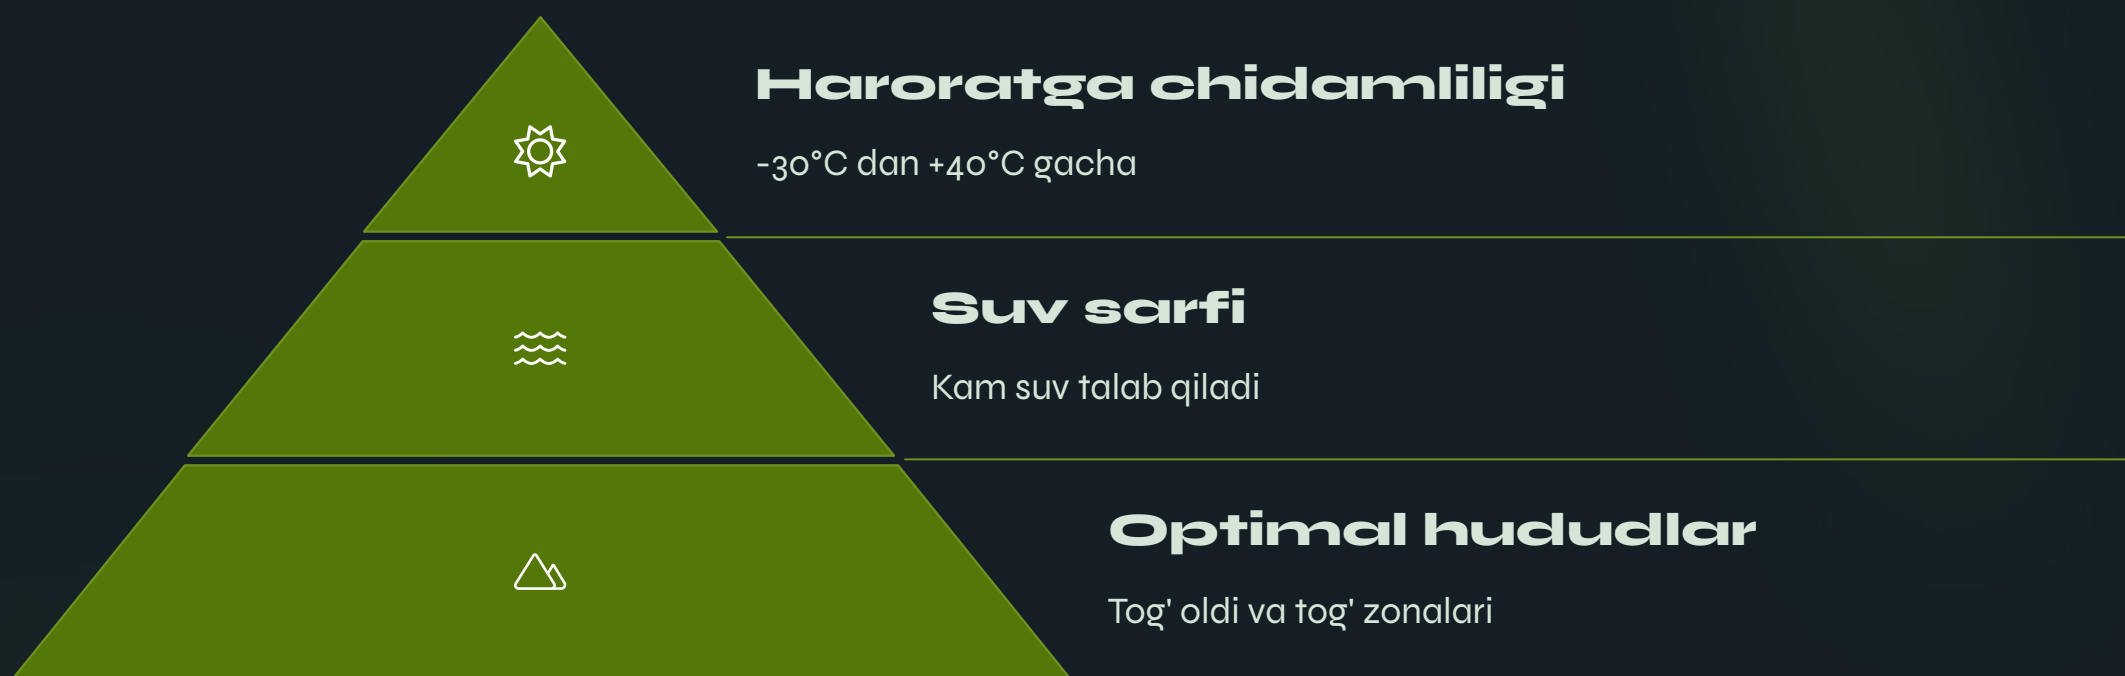 Haroratga chidamliligi
-30°C dan +40°C gacha
Suv sarfi
Kam suv talab qiladi
Optimal hududlar
Tog' oldi va tog' zonalari